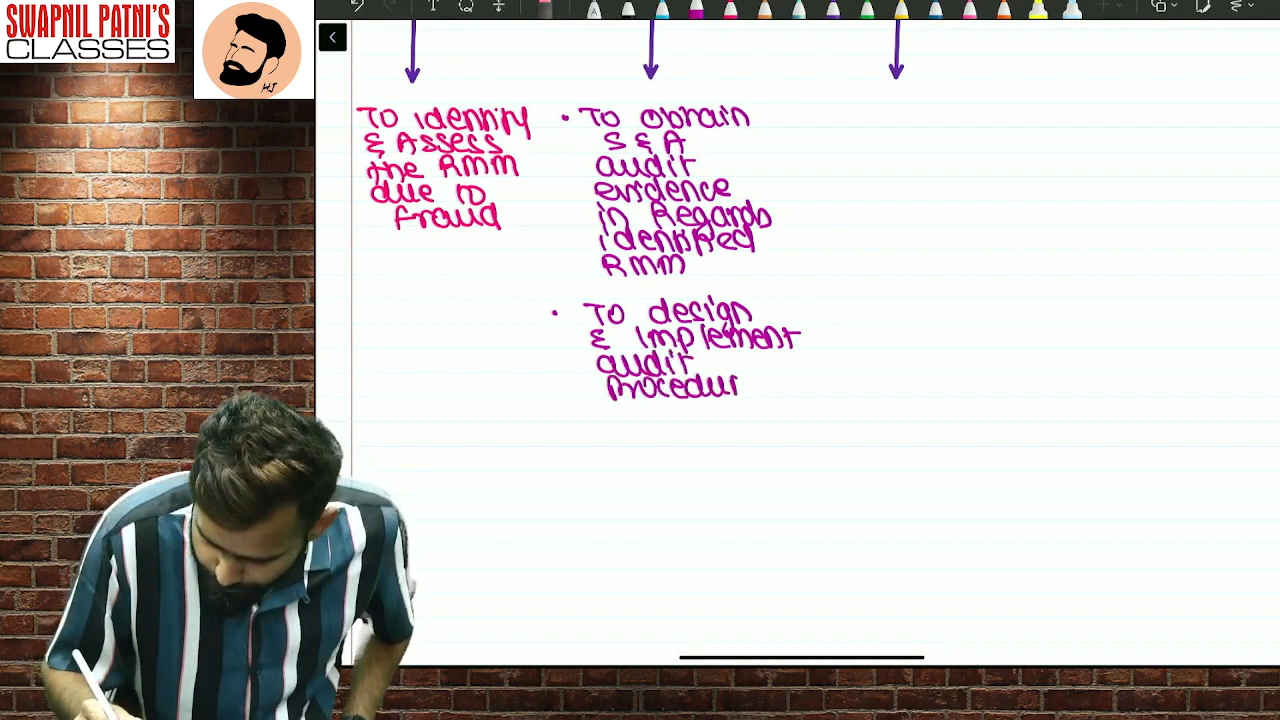 SWAPNIL PATNI'S
CLASSES
To identify
& Assess
the RMM
due to
fraud
• To obtain
S & A
audit
evidence
in Regards
identified
RMM
• To design
& Implement
audit
Procedur